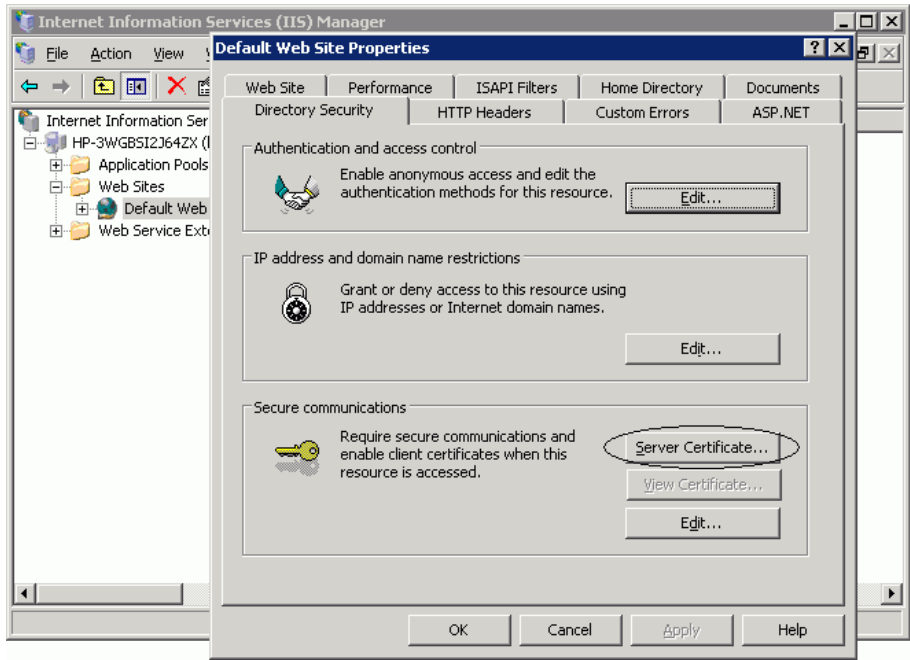 Internet Information Services (IIS) Manager
File Action View
Internet Information Ser
HP-3WGBSI2J64ZX (l
Application Pools
Web Sites
Default Web
Web Service Exte
Default Web Site Properties
Web Site Performance ISAPI Filters Home Directory Documents
Directory Security HTTP Headers Custom Errors ASP.NET
Authentication and access control
Enable anonymous access and edit the
authentication methods for this resource.
Edit...
IP address and domain name restrictions
Grant or deny access to this resource using
IP addresses or Internet domain names.
Edit...
Secure communications
Require secure communications and
enable client certificates when this
resource is accessed.
Server Certificate...
View Certificate...
Edit...
OK Cancel Apply Help